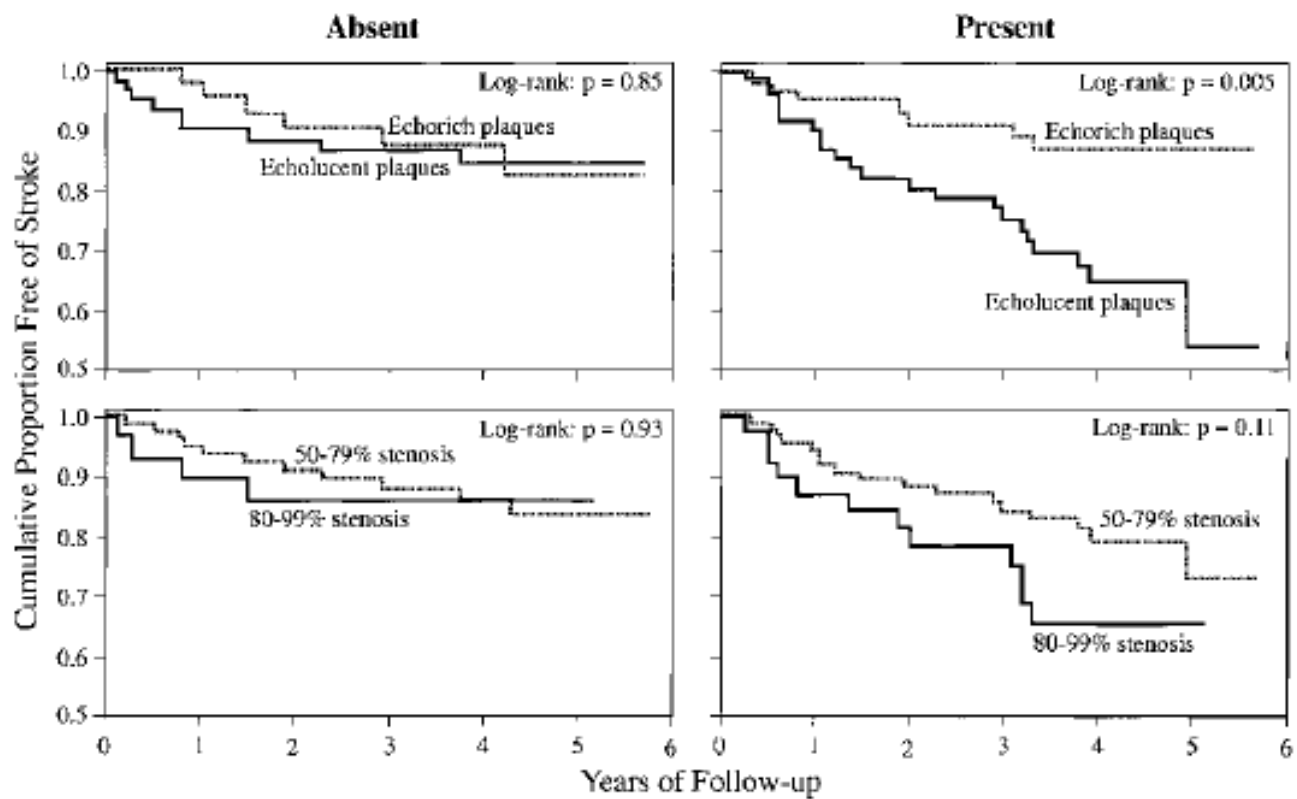 Absent
Present
Cumulative Proportion Free of Stroke
1.0
0.9
0.8
0.7
0.6
0.5
Log-rank: p = 0.85
Echorich plaques
Echolucent plaques
Log-rank: p = 0.005
Echorich plaques
Echolucent plaques
1.0
0.9
0.8
0.7
0.6
0.5
Log-rank: p = 0.93
50-79% stenosis
80-99% stenosis
0 1 2 3 4 5 6
Log-rank: p = 0.11
50-79% stenosis
80-99% stenosis
0 1 2 3 4 5 6
Years of Follow-up